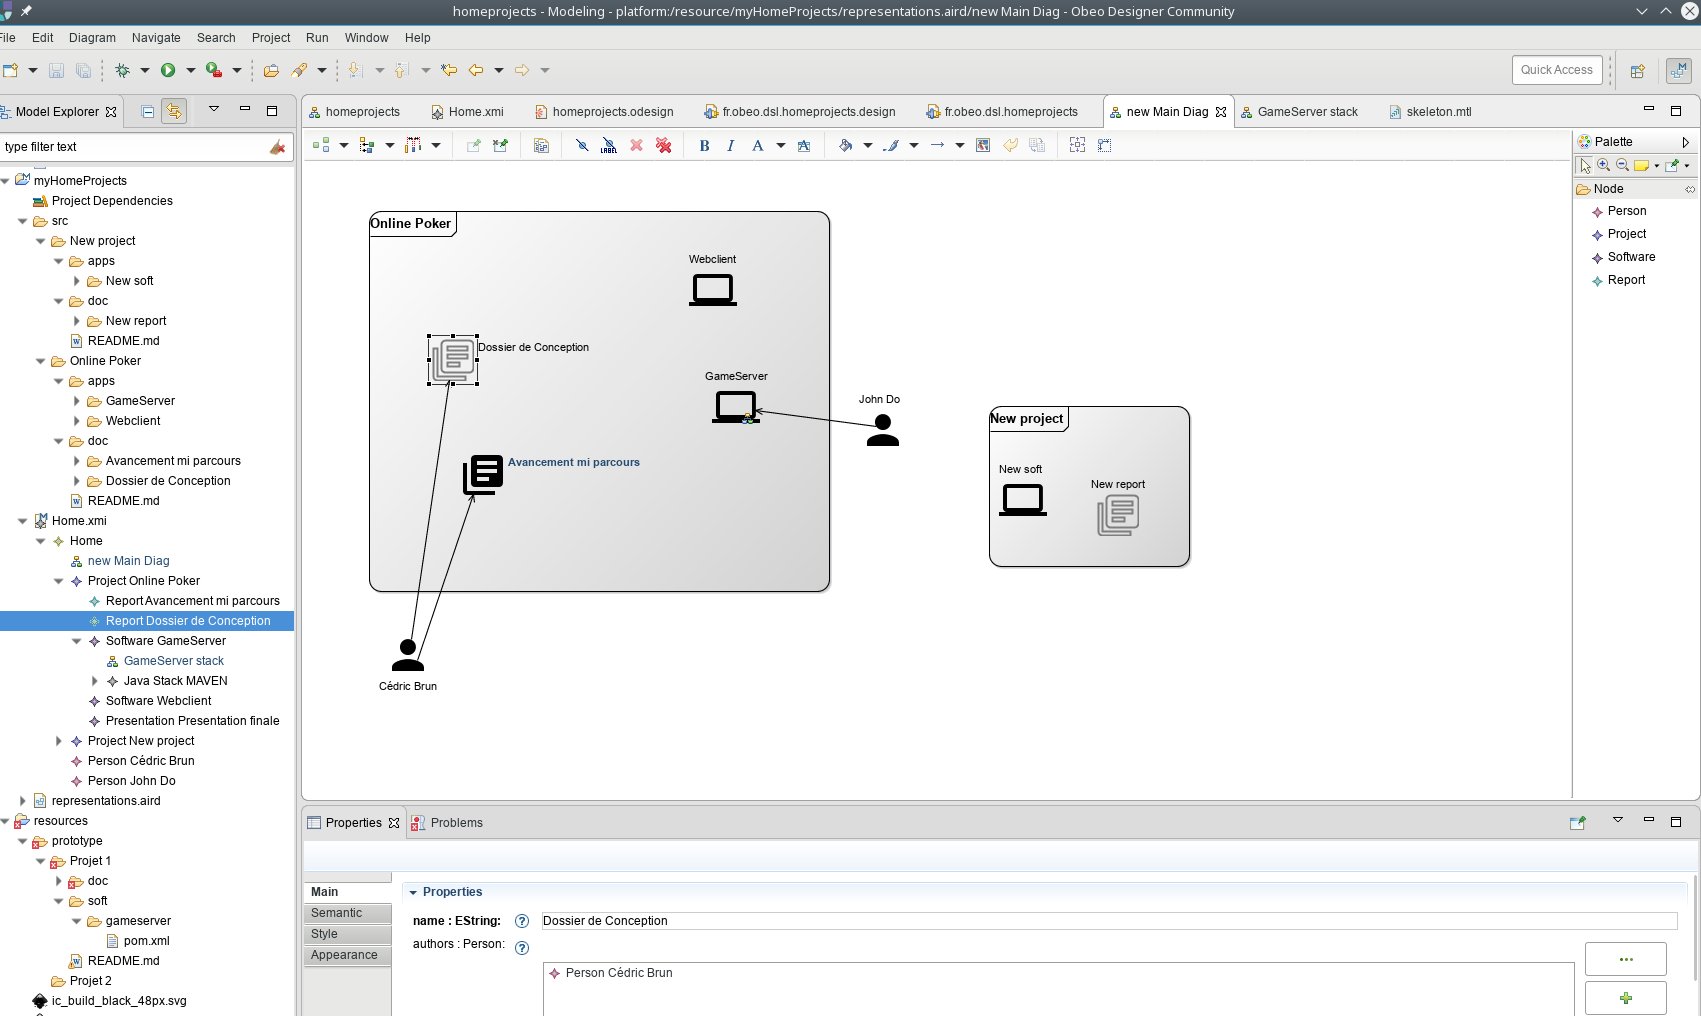 homeprojects - Modeling - platform:/resource/myHomeProjects/representations.aird/new Main Diag - Obeo Designer Community
File Edit Diagram Navigate Search Project Run Window Help
Quick Access
Model Explorer
type filter text
myHomeProjects
Project Dependencies
src
New project
apps
New soft
doc
New report
README.md
Online Poker
apps
GameServer
Webclient
doc
Avancement mi parcours
Dossier de Conception
README.md
Home.xmi
Home
new Main Diag
Project Online Poker
Report Avancement mi parcours
Report Dossier de Conception
Software GameServer
GameServer stack
Java Stack MAVEN
Software Webclient
Presentation Presentation finale
Project New project
Person Cédric Brun
Person John Do
representations.aird
resources
prototype
Projet 1
doc
soft
gameserver
pom.xml
README.md
Projet 2
ic_build_black_48px.svg
homeprojects Home.xmi homeprojects.odesign fr.obeo.dsl.homeprojects.design fr.obeo.dsl.homeprojects new Main Diag GameServer stack skeleton.mtl
LABEL
B I A A
Online Poker
Webclient
Dossier de Conception
GameServer
John Do
Avancement mi parcours
Cédric Brun
New project
New soft
New report
Palette
Node
Person
Project
Software
Report
Properties Problems
Main
Semantic
Style
Appearance
Properties
name : EString: ? Dossier de Conception
authors : Person: ?
Person Cédric Brun
...